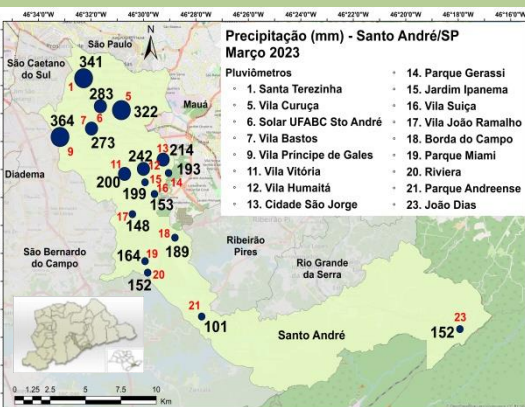 46°34'0"W 46°32'0"W 46°30'0"W 46°28'0"W 46°26'0"W 46°24'0"W 46°22'0"W 46°20'0"W 46°18'0"W 46°16'0"W
Precipitação (mm) - Santo André/SP
Março 2023
Pluviômetros
1. Santa Terezinha
5. Vila Curuça
6. Solar UFABC Sto André
7. Vila Bastos
9. Vila Príncipe de Gales
11. Vila Vitória
12. Vila Humaitá
13. Cidade São Jorge
14. Parque Gerassi
15. Jardim Ipanema
16. Vila Suiça
17. Vila João Ramalho
18. Borda do Campo
19. Parque Miami
20. Riviera
21. Parque Andreense
23. João Dias
São Paulo
N
São Caetano
do Sul
341
1
283
6
5
322
Mauá
364
9
7
273
13
214
242
12
11
193
14
200
15
199
16
153
Diadema
17
148
18
189
Ribeirão
Pires
São Bernardo
do Campo
164
19
152
20
Rio Grande
da Serra
21
101
Santo André
23
152
0 1.25 2.5 5 7.5 10
Km